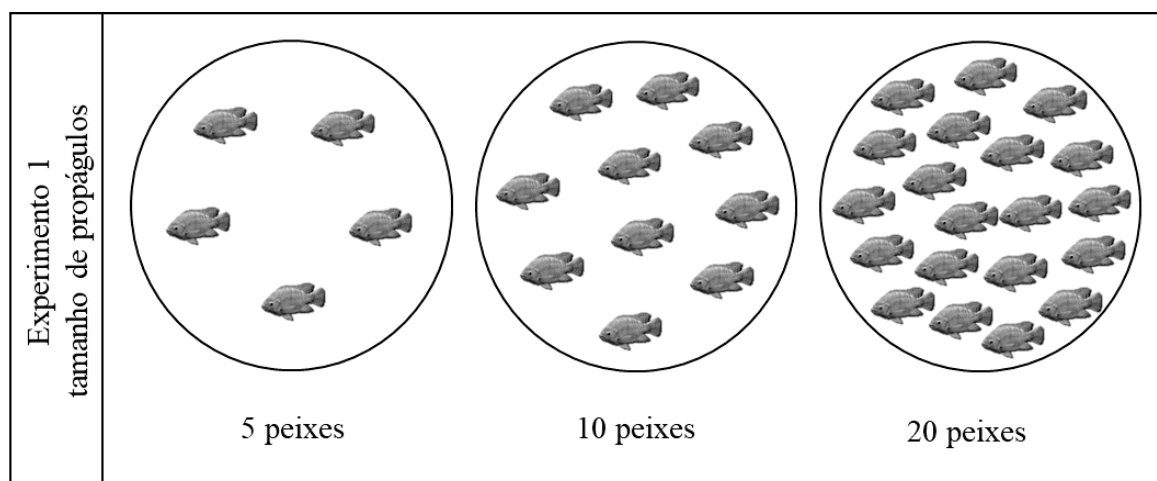 Experimento 1
tamanho de propágulos
5 peixes
10 peixes
20 peixes